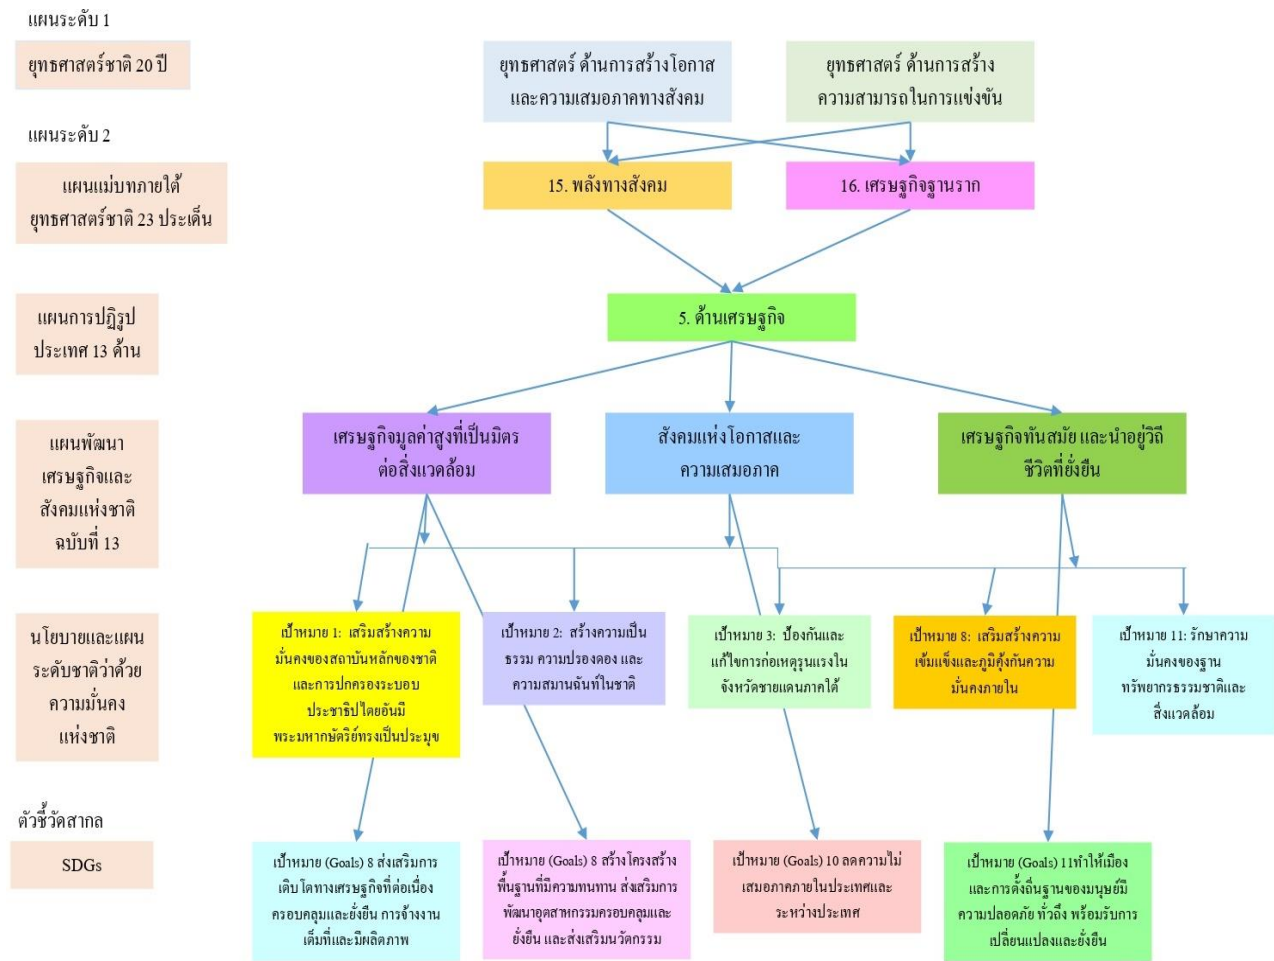 แผนระดับ 1
ยุทธศาสตร์ชาติ 20 ปี
ยุทธศาสตร์ ด้านการสร้างโอกาส
และความเสมอภาคทางสังคม
ยุทธศาสตร์ ด้านการสร้าง
ความสามารถในการแข่งขัน
แผนระดับ 2
แผนแม่บทภายใต้
ยุทธศาสตร์ชาติ 23 ประเด็น
15. พลังทางสังคม
16. เศรษฐกิจฐานราก
แผนการปฏิรูป
ประเทศ 13 ด้าน
5. ด้านเศรษฐกิจ
แผนพัฒนา
เศรษฐกิจและ
สังคมแห่งชาติ
ฉบับที่ 13
เศรษฐกิจมูลค่าสูงที่เป็นมิตร
ต่อสิ่งแวดล้อม
สังคมแห่งโอกาสและ
ความเสมอภาค
เศรษฐกิจทันสมัย และน่าอยู่วิถี
ชีวิตที่ยั่งยืน
นโยบายและแผน
ระดับชาติว่าด้วย
ความมั่นคง
แห่งชาติ
เป้าหมาย 1: เสริมสร้างความ
มั่นคงของสถาบันหลักของชาติ
และการปกครองระบอบ
ประชาธิปไตยอันมี
พระมหากษัตริย์ทรงเป็นประมุข
เป้าหมาย 2: สร้างความเป็น
ธรรม ความปรองดอง และ
ความสมานฉันท์ในชาติ
เป้าหมาย 3: ป้องกันและ
แก้ไขการก่อเหตุรุนแรงใน
จังหวัดชายแดนภาคใต้
เป้าหมาย 8: เสริมสร้างความ
เข้มแข็งและภูมิคุ้งกันความ
มั่นคงภายใน
เป้าหมาย 11: รักษาความ
มั่นคงของฐาน
ทรัพยากรธรรมชาติและ
สิ่งแวดล้อม
ตัวชี้วัดสากล
SDGs
เป้าหมาย (Goals) 8 ส่งเสริมการ
เติบโตทางเศรษฐกิจที่ต่อเนื่อง
ครอบคลุมและยั่งยืน การจ้างงาน
เต็มที่และมีผลิตภาพ
เป้าหมาย (Goals) 8 สร้างโครงสร้าง
พื้นฐานที่มีความทนทาน ส่งเสริมการ
พัฒนาอุตสาหกรรมครอบคลุมและ
ยั่งยืน และส่งเสริมนวัตกรรม
เป้าหมาย (Goals) 10 ลดความไม่
เสมอภาคภายในประเทศและ
ระหว่างประเทศ
เป้าหมาย (Goals) 11ทำให้เมือง
และการตั้งถิ่นฐานของมนุษย์มี
ความปลอดภัย ทั่วถึง พร้อมรับการ
เปลี่ยนแปลงและยั่งยืน